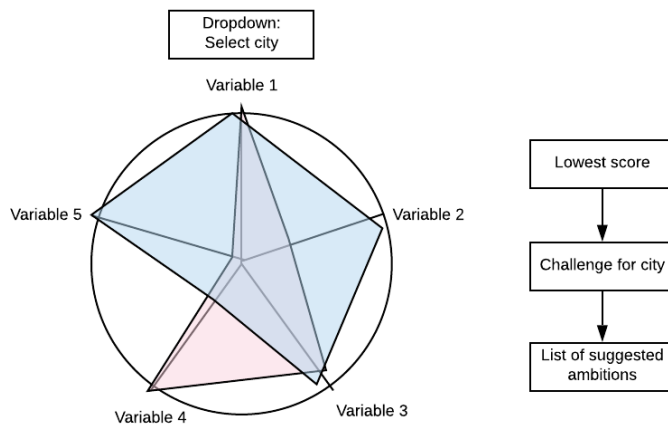 Dropdown:
Select city
Variable 1
Variable 2
Variable 3
Variable 4
Variable 5
Lowest score
Challenge for city
List of suggested
ambitions